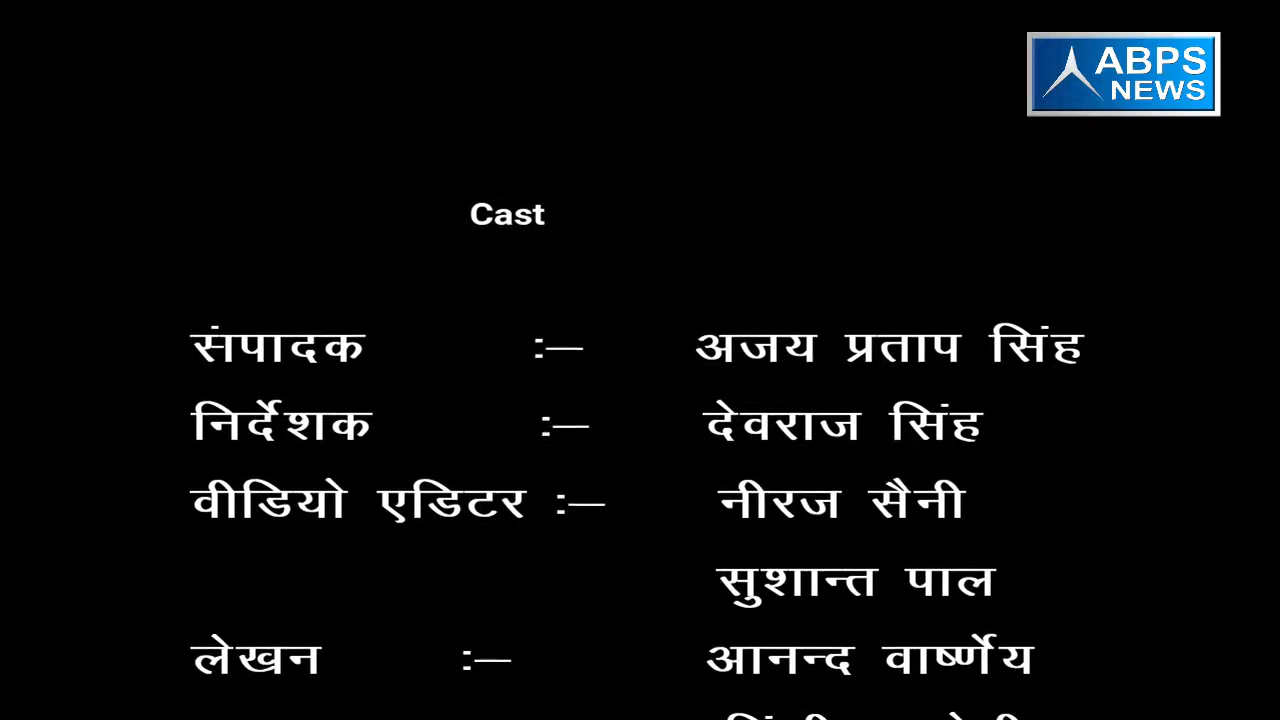 ABPS
NEWS
Cast
संपादक :— अजय प्रताप सिंह
निर्देशक :— देवराज सिंह
वीडियो एडिटर :— नीरज सैनी
सुशान्त पाल
लेखन :— आनन्द वार्ष्णेय